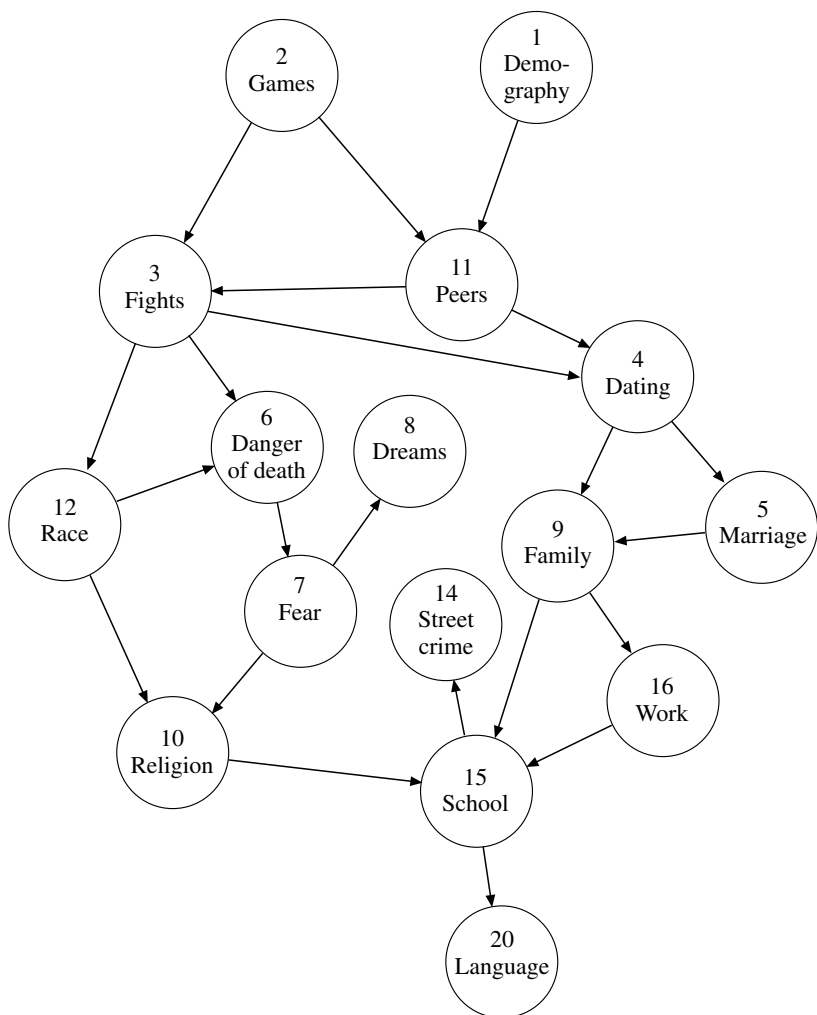 2
Games
1
Demo-
graphy
3
Fights
11
Peers
4
Dating
6
Danger
of death
8
Dreams
12
Race
9
Family
5
Marriage
7
Fear
14
Street
crime
16
Work
10
Religion
15
School
20
Language